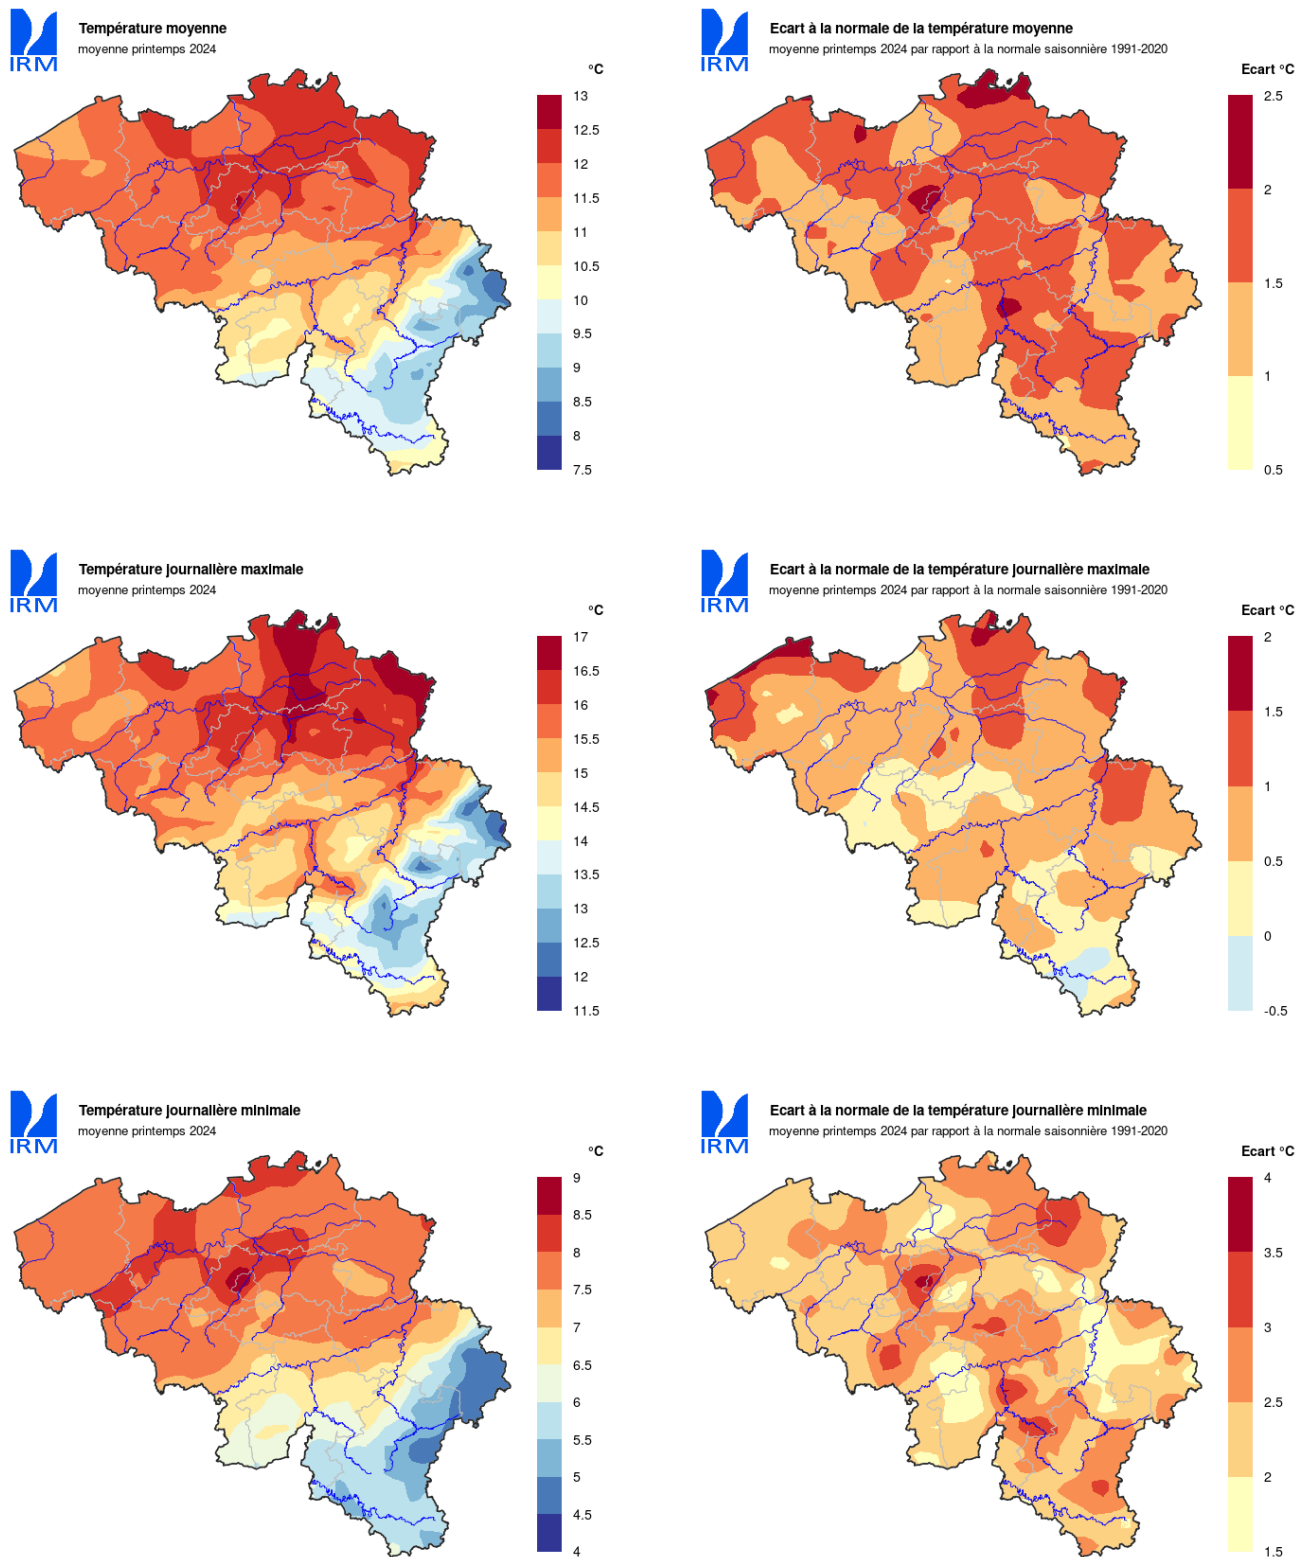 IRM
Température moyenne
moyenne printemps 2024
°C
13
12.5
12
11.5
11
10.5
10
9.5
9
8.5
8
7.5
IRM
Ecart à la normale de la température moyenne
moyenne printemps 2024 par rapport à la normale saisonnière 1991-2020
Ecart °C
2.5
2
1.5
1
0.5
IRM
Température journalière maximale
moyenne printemps 2024
°C
17
16.5
16
15.5
15
14.5
14
13.5
13
12.5
12
11.5
IRM
Ecart à la normale de la température journalière maximale
moyenne printemps 2024 par rapport à la normale saisonnière 1991-2020
Ecart °C
2
1.5
1
0.5
0
-0.5
IRM
Température journalière minimale
moyenne printemps 2024
°C
9
8.5
8
7.5
7
6.5
6
5.5
5
4.5
4
IRM
Ecart à la normale de la température journalière minimale
moyenne printemps 2024 par rapport à la normale saisonnière 1991-2020
Ecart °C
4
3.5
3
2.5
2
1.5